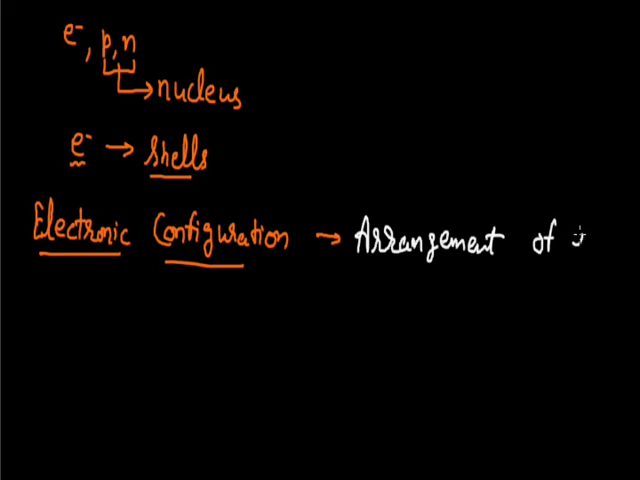 e⁻, p, n
→ nucleus
e⁻ → shells
Electronic Configuration → Arrangement of